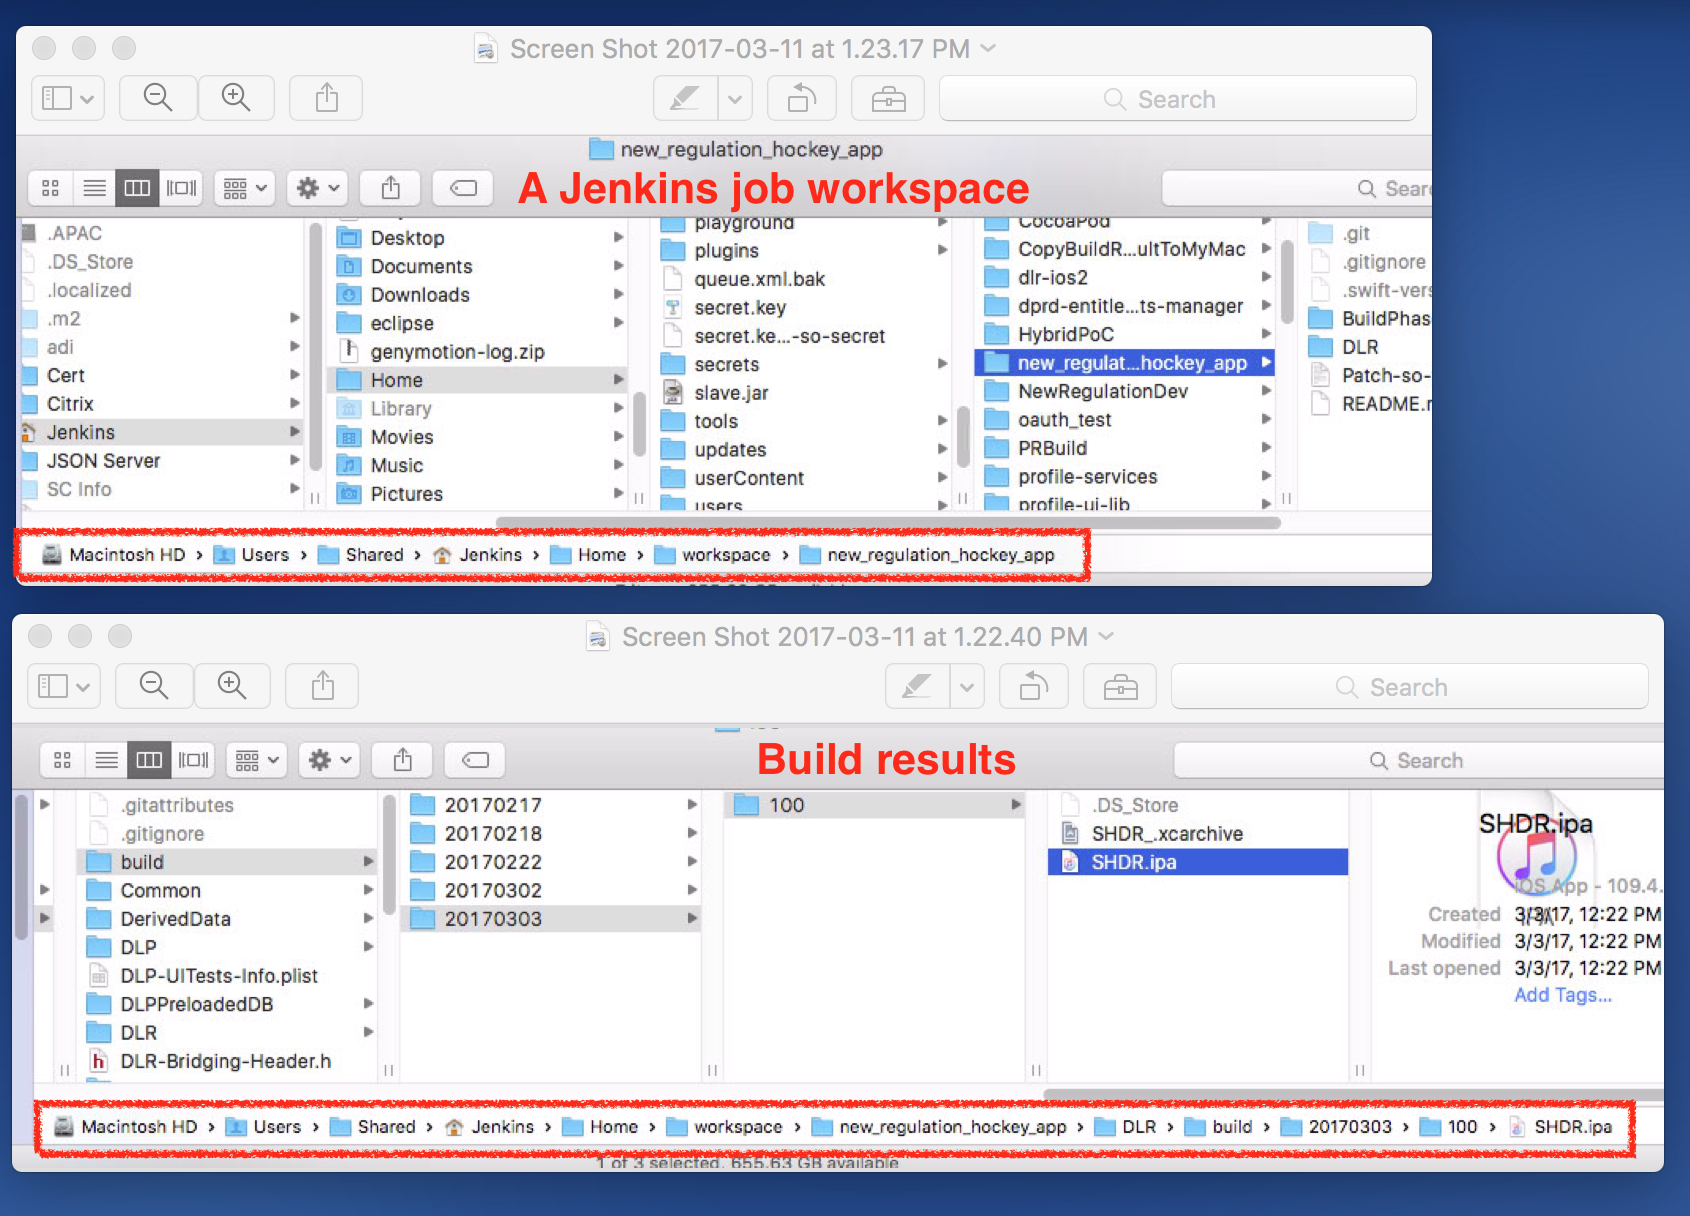 Screen Shot 2017-03-11 at 1.23.17 PM
Search
new_regulation_hockey_app
A Jenkins job workspace
Sear
.APAC
.DS_Store
.localized
.m2
adi
Cert
Citrix
Jenkins
JSON Server
SC Info
Desktop
Documents
Downloads
eclipse
genymotion-log.zip
Home
Library
Movies
Music
Pictures
playground
plugins
queue.xml.bak
secret.key
secret.ke...-so-secret
secrets
slave.jar
tools
updates
userContent
users
CocoaPod
CopyBuildR...ultToMyMac
dlr-ios2
dprd-entitle...ts-manager
HybridPoC
new_regulat...hockey_app
NewRegulationDev
oauth_test
PRBuild
profile-services
profile-ui-lib
.git
.gitignore
.swift-vers
BuildPhas
DLR
Patch-so-
README.r
Macintosh HD › Users › Shared › Jenkins › Home › workspace › new_regulation_hockey_app
Screen Shot 2017-03-11 at 1.22.40 PM
Search
Build results
Search
.gitattributes
.gitignore
build
Common
DerivedData
DLP
DLP-UITests-Info.plist
DLPPreloadedDB
DLR
DLR-Bridging-Header.h
20170217
20170218
20170222
20170302
20170303
100
.DS_Store
SHDR_.xcarchive
SHDR.ipa
SHDR.ipa
iOS App - 109.4.
Created 3/3/17, 12:22 PM
Modified 3/3/17, 12:22 PM
Last opened 3/3/17, 12:22 PM
Add Tags...
Macintosh HD › Users › Shared › Jenkins › Home › workspace › new_regulation_hockey_app › DLR › build › 20170303 › 100 › SHDR.ipa
1 of 3 selected, 655.63 GB available